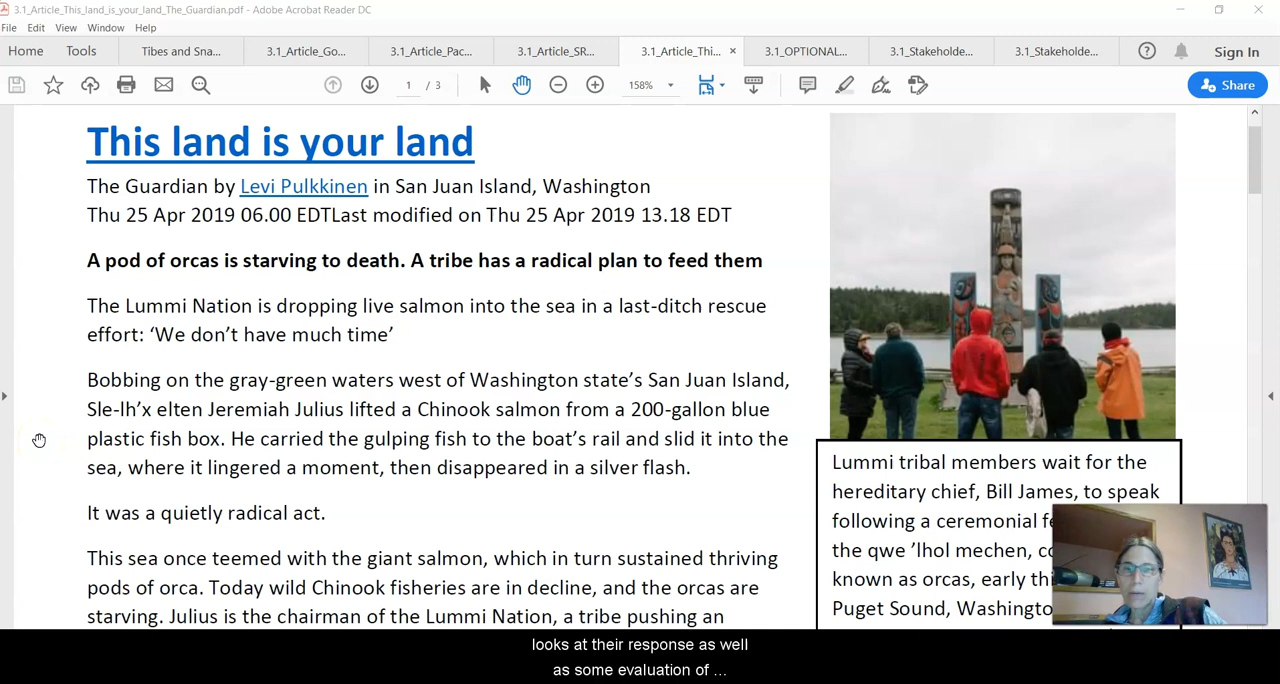 3.1_Article_This_land_is_your_land_The_Guardian.pdf - Adobe Acrobat Reader DC
File Edit View Window Help
Home Tools Tibes and Sna... 3.1_Article_Go... 3.1_Article_Pac... 3.1_Article_SR... 3.1_Article_Thi... × 3.1_OPTIONAL... 3.1_Stakeholde... 3.1_Stakeholde... Sign In
1 / 3 158% Share
This land is your land
The Guardian by Levi Pulkkinen in San Juan Island, Washington
Thu 25 Apr 2019 06.00 EDTLast modified on Thu 25 Apr 2019 13.18 EDT
A pod of orcas is starving to death. A tribe has a radical plan to feed them
The Lummi Nation is dropping live salmon into the sea in a last-ditch rescue
effort: ‘We don’t have much time’
Bobbing on the gray-green waters west of Washington state’s San Juan Island,
Sle-lh’x elten Jeremiah Julius lifted a Chinook salmon from a 200-gallon blue
plastic fish box. He carried the gulping fish to the boat’s rail and slid it into the
sea, where it lingered a moment, then disappeared in a silver flash.
It was a quietly radical act.
This sea once teemed with the giant salmon, which in turn sustained thriving
pods of orca. Today wild Chinook fisheries are in decline, and the orcas are
starving. Julius is the chairman of the Lummi Nation, a tribe pushing an
Lummi tribal members wait for the
hereditary chief, Bill James, to speak
following a ceremonial
the qwe ’lhol mechen,
known as orcas, early
Puget Sound,
looks at their response as well
as some evaluation of ...